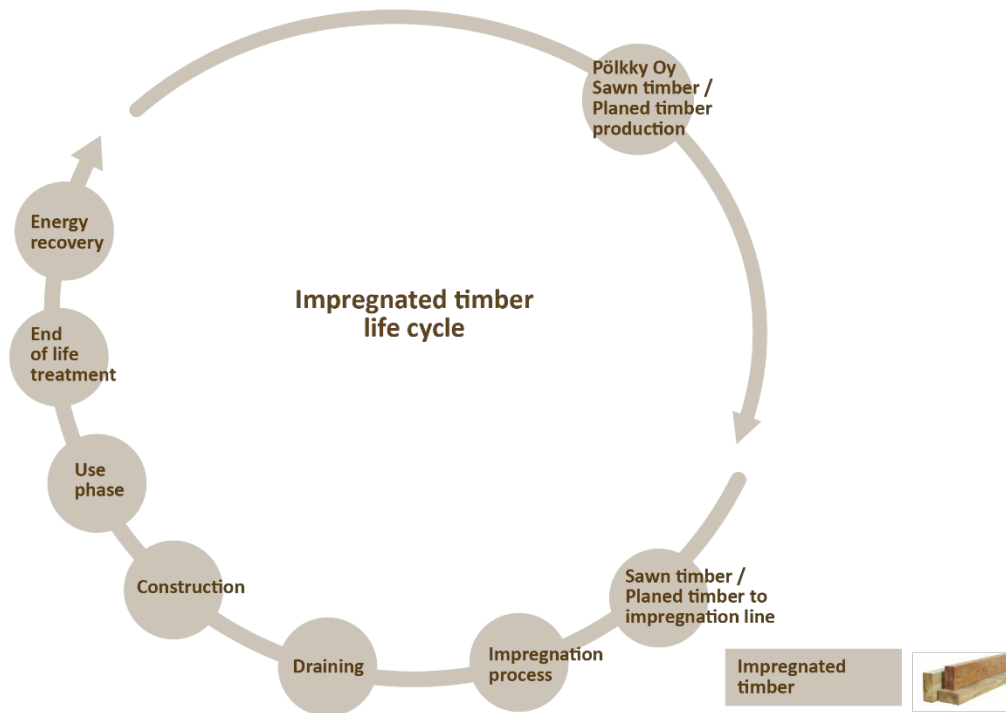 Pölkky Oy
Sawn timber /
Planed timber
production
Energy
recovery
Impregnated timber
life cycle
End
of life
treatment
Use
phase
Construction
Sawn timber /
Planed timber to
impregnation line
Draining
Impregnation
process
Impregnated
timber